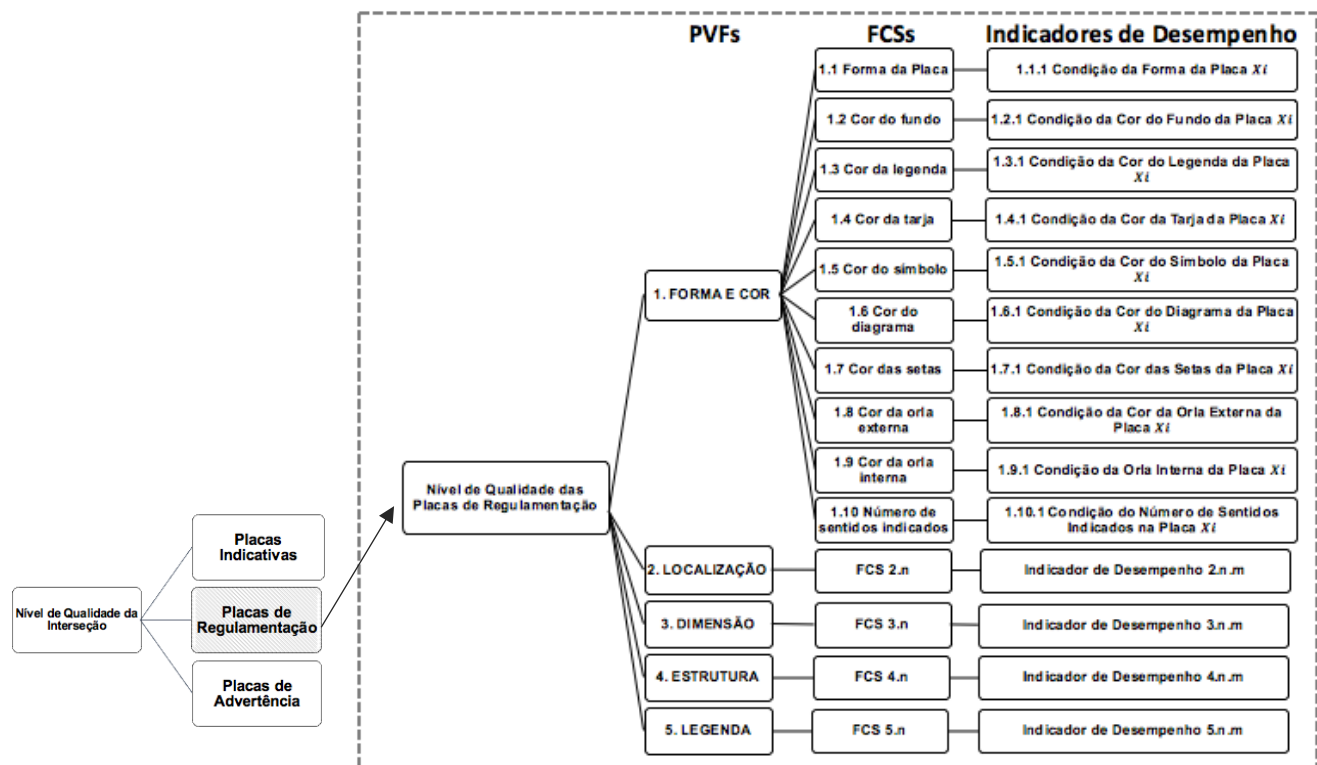 PVFs
FCSs
Indicadores de Desempenho
1.1 Forma da Placa
1.1.1 Condição da Forma da Placa Xi
1.2 Cor do fundo
1.2.1 Condição da Cor do Fundo da Placa Xi
1.3 Cor da legenda
1.3.1 Condição da Cor do Legenda da Placa
Xi
1.4 Cor da tarja
1.4.1 Condição da Cor da Tarja da Placa Xi
1.5 Cor do símbolo
1.5.1 Condição da Cor do Símbolo da Placa
Xi
1. FORMA E COR
1.6 Cor do
diagrama
1.6.1 Condição da Cor do Diagrama da Placa
Xi
1.7 Cor das setas
1.7.1 Condição da Cor das Setas da Placa Xi
1.8 Cor da orla
externa
1.8.1 Condição da Cor da Orla Externa da
Placa Xi
1.9 Cor da orla
interna
1.9.1 Condição da Orla Interna da Placa Xi
1.10 Número de
sentidos indicados
1.10.1 Condição do Número de Sentidos
Indicados na Placa Xi
Nível de Qualidade das
Placas de Regulamentação
2. LOCALIZAÇÃO
FCS 2.n
Indicador de Desempenho 2.n.m
3. DIMENSÃO
FCS 3.n
Indicador de Desempenho 3.n.m
4. ESTRUTURA
FCS 4.n
Indicador de Desempenho 4.n.m
5. LEGENDA
FCS 5.n
Indicador de Desempenho 5.n.m
Nível de Qualidade da
Interseção
Placas
Indicativas
Placas de
Regulamentação
Placas de
Advertência